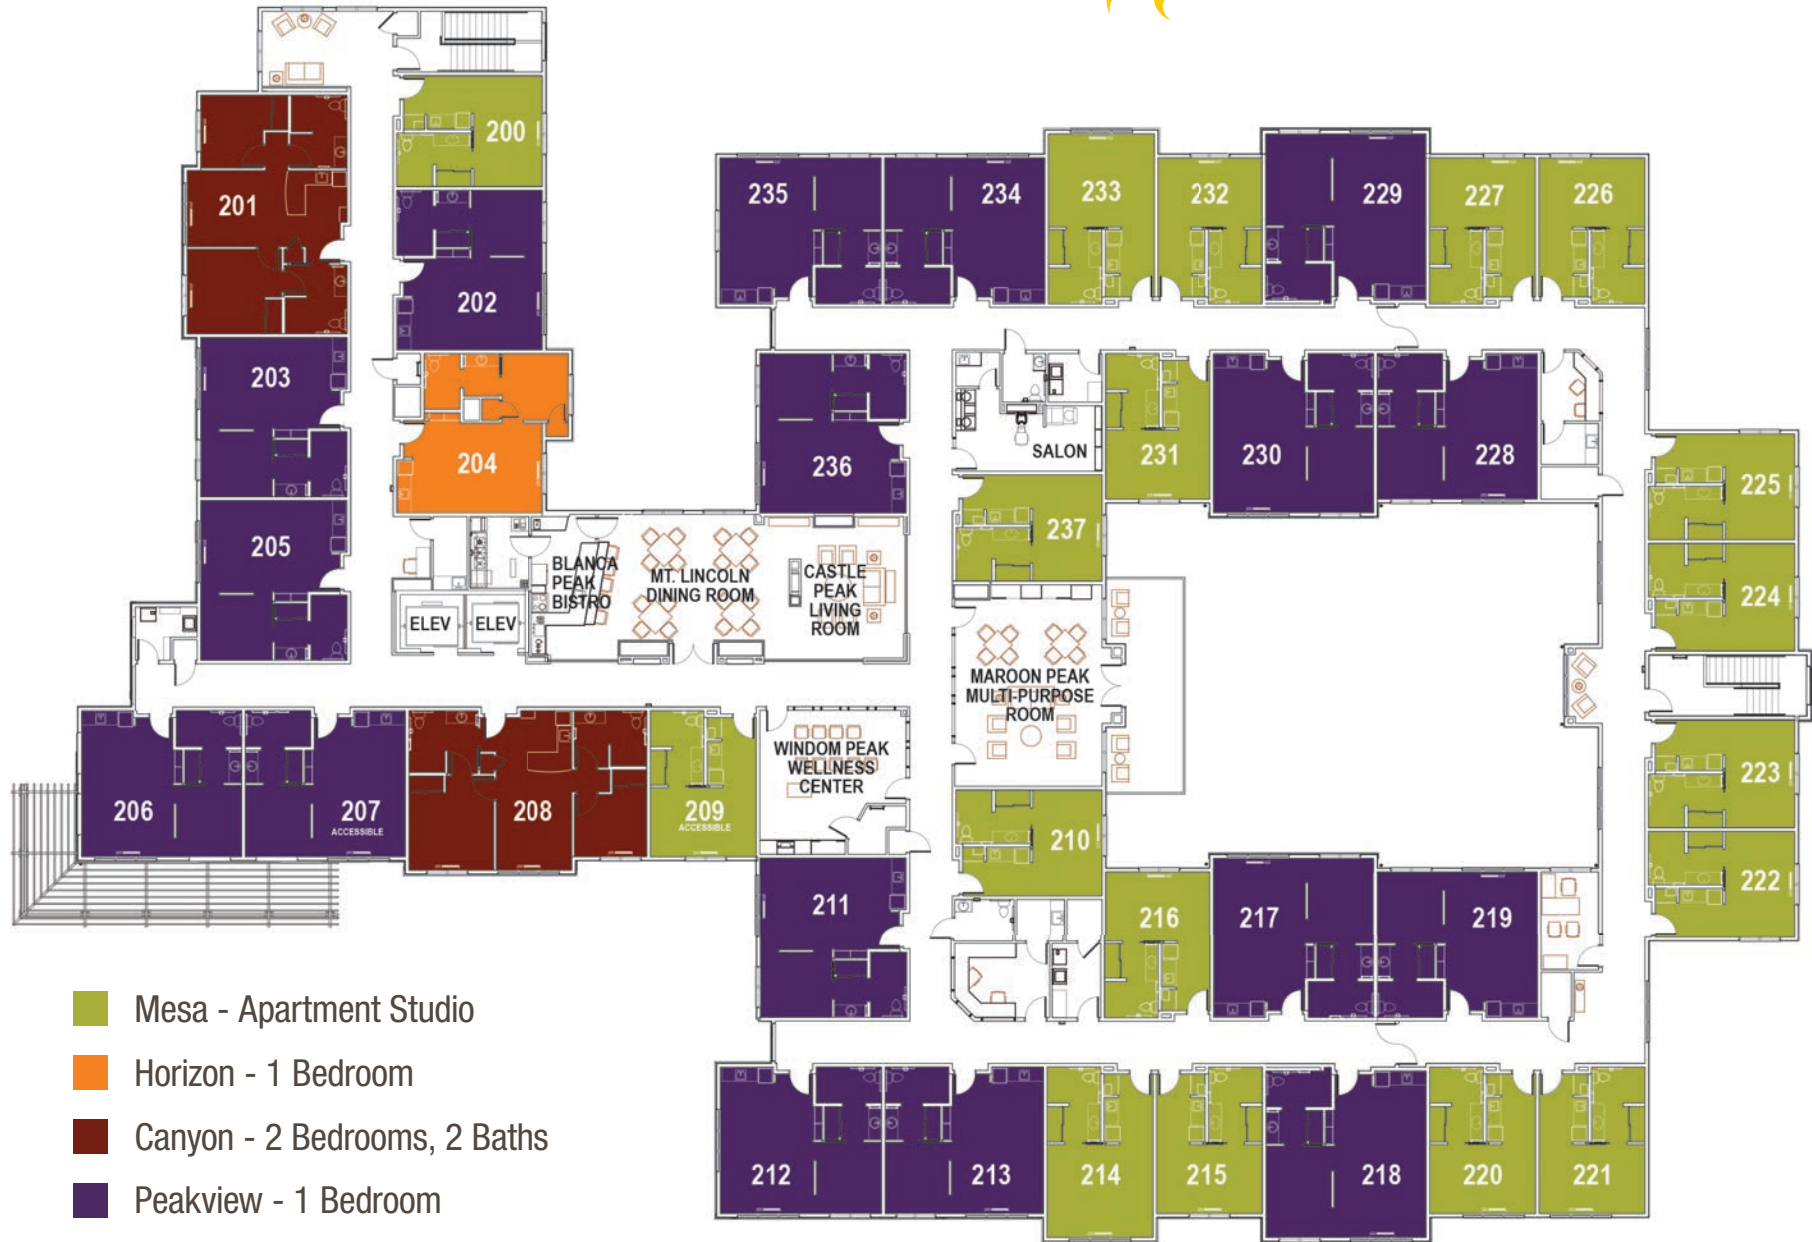 200
201
202
203
204
205
235
234
233
232
229
227
226
236
SALON
231
230
228
237
225
224
BLANCA
PEAK
BISTRO
MT. LINCOLN
DINING ROOM
CASTLE
PEAK
LIVING
ROOM
ELEV
ELEV
MAROON PEAK
MULTI-PURPOSE
ROOM
206
207
ACCESSIBLE
208
209
ACCESSIBLE
WINDOM PEAK
WELLNESS
CENTER
210
223
222
211
216
217
219
212
213
214
215
218
220
221
Mesa - Apartment Studio
Horizon - 1 Bedroom
Canyon - 2 Bedrooms, 2 Baths
Peakview - 1 Bedroom